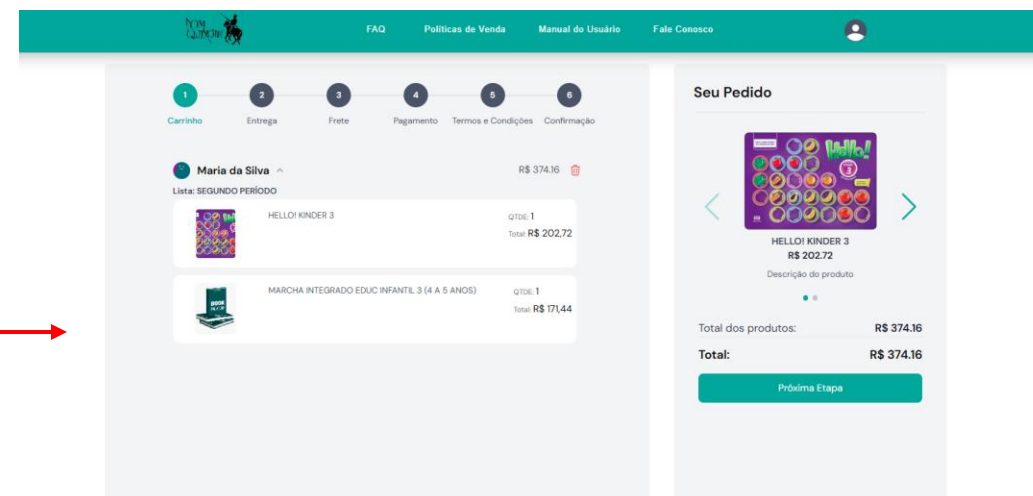 DOM QUIXOTE
FAQ
Políticas de Venda
Manual do Usuário
Fale Conosco
1 2 3 4 5 6
Carrinho Entrega Frete Pagamento Termos e Condições Confirmação
Maria da Silva R$ 374.16
Lista: SEGUNDO PERÍODO
HELLO! KINDER 3
QTDE: 1
Total: R$ 202,72
MARCHA INTEGRADO EDUC INFANTIL 3 (4 A 5 ANOS)
QTDE: 1
Total: R$ 171,44
Seu Pedido
Hello!
3
HELLO! KINDER 3
R$ 202.72
Descrição do produto
Total dos produtos: R$ 374.16
Total: R$ 374.16
Próxima Etapa